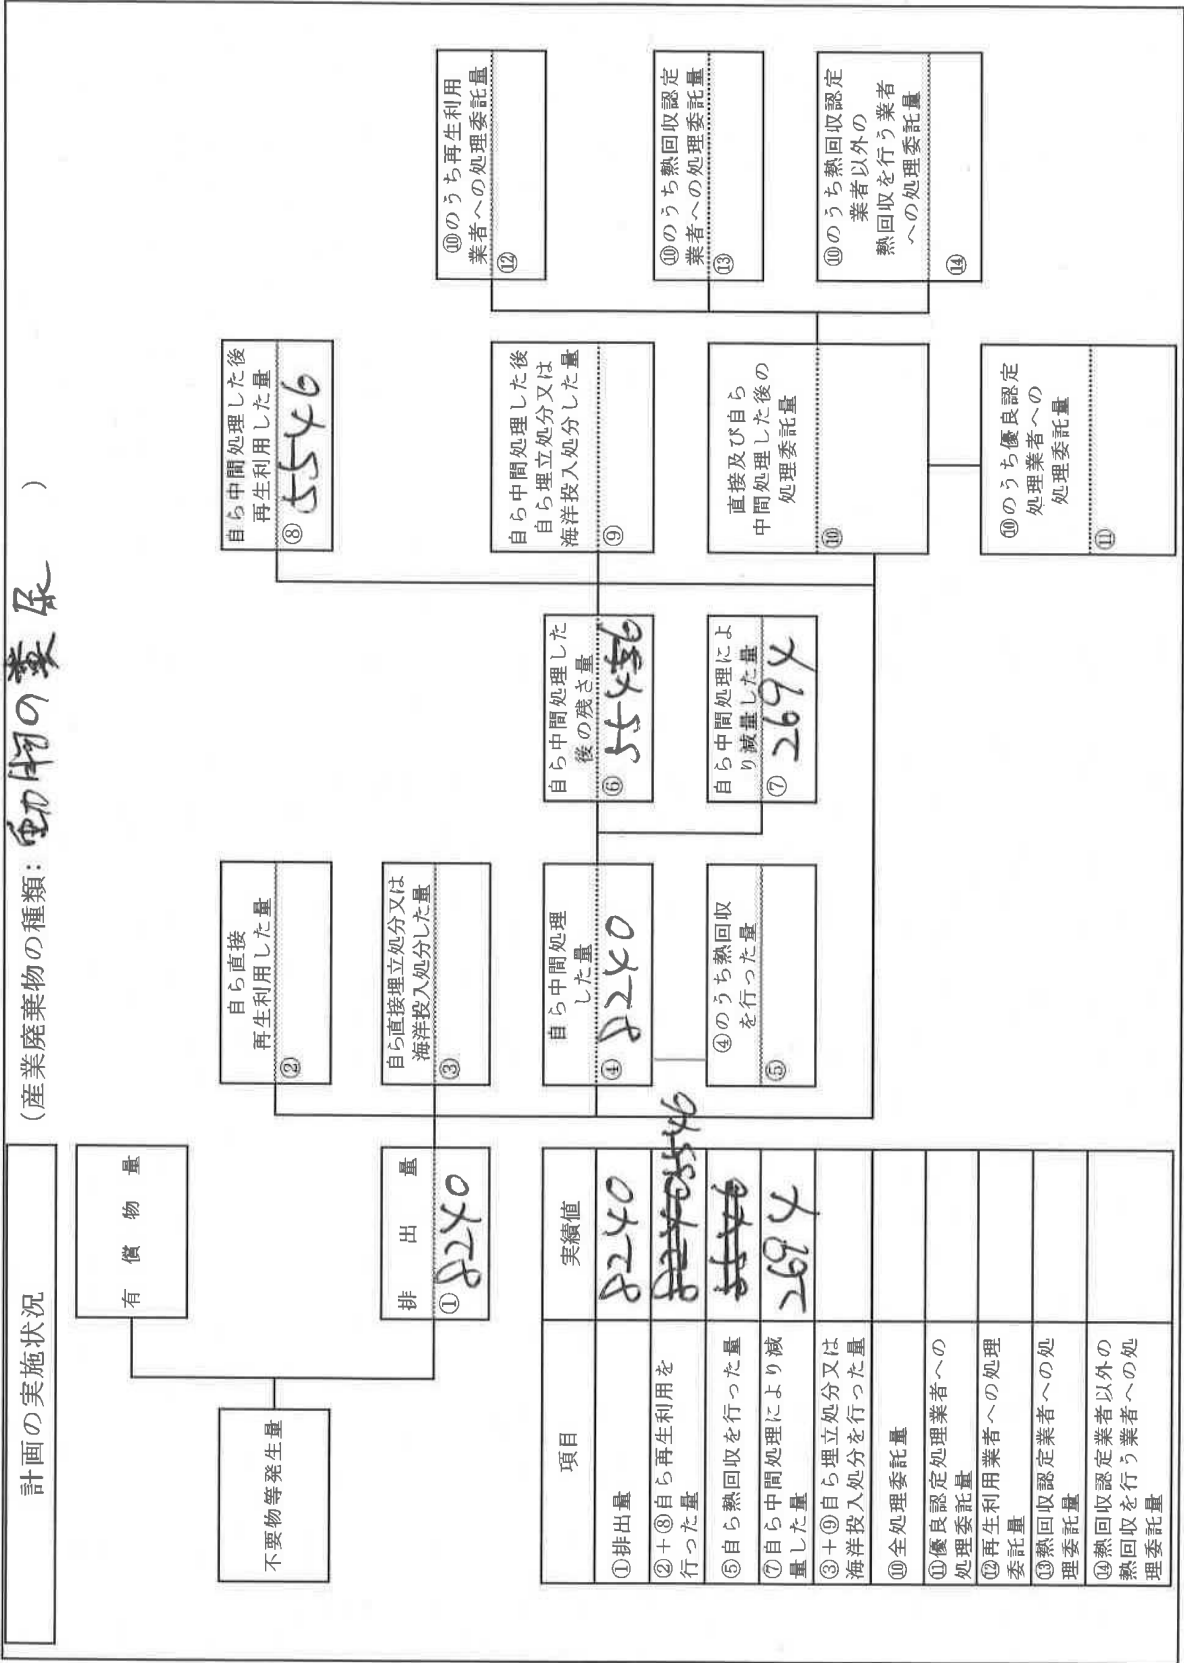 計画の実施状況
(産業廃棄物の種類: 動物の糞尿 )
有償物量
不要物等発生量
排出量
① 8240
自ら直接
再生利用した量
②
自ら直接埋立処分又は
海洋投入処分した量
③
自ら中間処理
した量
④ 8240
④のうち熱回収
を行った量
⑤
自ら中間処理した
後の残さ量
⑥ 5546
自ら中間処理によ
り減量した量
⑦ 2694
自ら中間処理した後
再生利用した量
⑧ 5546
自ら中間処理した後
自ら埋立処分又は
海洋投入処分した量
⑨
直接及び自ら
中間処理した後の
処理委託量
⑩
⑩のうち優良認定
処理業者への
処理委託量
⑪
⑩のうち再生利用
業者への処理委託量
⑫
⑩のうち熱回収認定
業者への処理委託量
⑬
⑩のうち熱回収認定
業者以外の
熱回収を行う業者
への処理委託量
⑭
項目 実績値
①排出量 8240
②+⑧自ら再生利用を
行った量 8240 5546
⑤自ら熱回収を行った量
⑦自ら中間処理により減
量した量 2694
③+⑨自ら埋立処分又は
海洋投入処分を行った量
⑩全処理委託量
⑪優良認定処理業者への
処理委託量
⑫再生利用業者への処理
委託量
⑬熱回収認定業者への処
理委託量
⑭熱回収認定業者以外の
熱回収を行う業者への処
理委託量